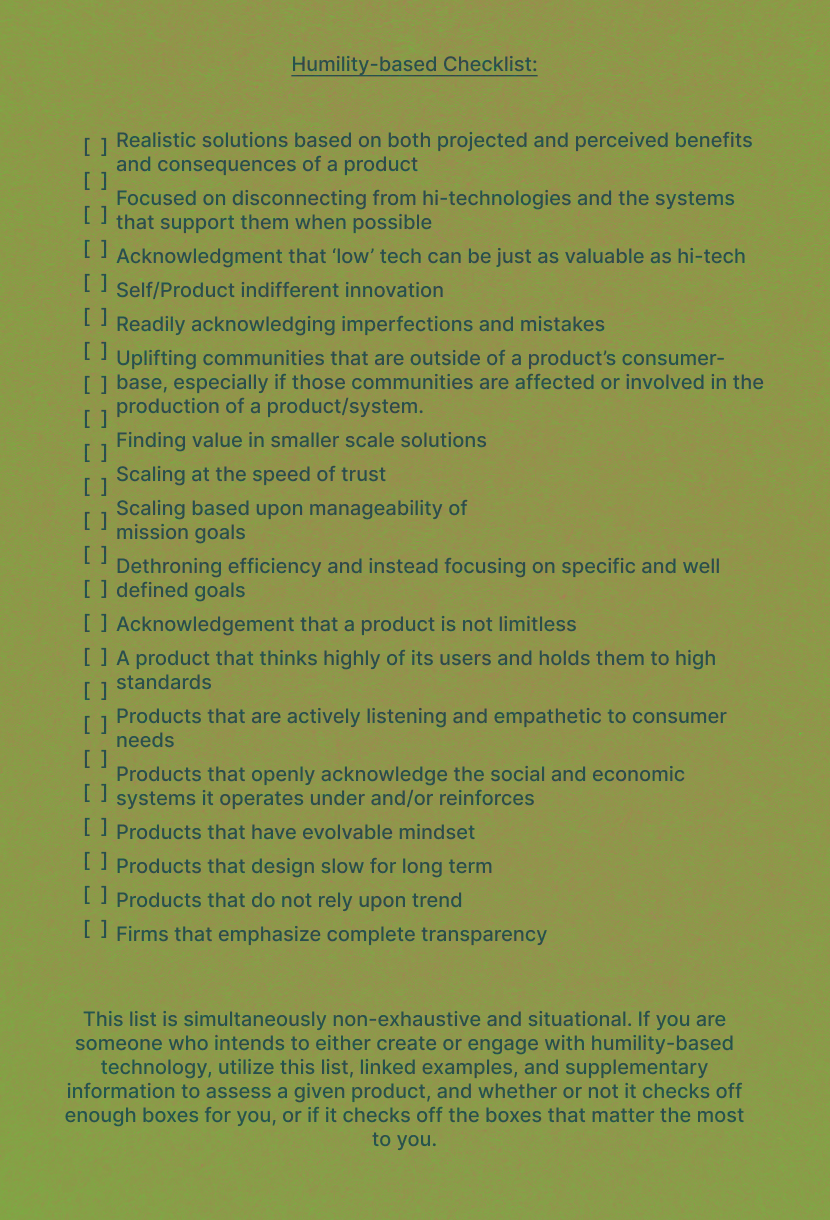 Humility-based Checklist:
[ ] Realistic solutions based on both projected and perceived benefits
and consequences of a product
[ ]
Focused on disconnecting from hi-technologies and the systems
[ ] that support them when possible
[ ] Acknowledgment that ‘low’ tech can be just as valuable as hi-tech
[ ] Self/Product indifferent innovation
[ ] Readily acknowledging imperfections and mistakes
[ ] Uplifting communities that are outside of a product’s consumer-
[ ] base, especially if those communities are affected or involved in the
[ ] production of a product/system.
Finding value in smaller scale solutions
[ ]
Scaling at the speed of trust
[ ]
Scaling based upon manageability of
[ ] mission goals
[ ] Dethroning efficiency and instead focusing on specific and well
[ ] defined goals
[ ] Acknowledgement that a product is not limitless
[ ] A product that thinks highly of its users and holds them to high
[ ] standards
[ ] Products that are actively listening and empathetic to consumer
needs
[ ]
Products that openly acknowledge the social and economic
[ ] systems it operates under and/or reinforces
[ ] Products that have evolvable mindset
[ ] Products that design slow for long term
[ ] Products that do not rely upon trend
[ ] Firms that emphasize complete transparency
This list is simultaneously non-exhaustive and situational. If you are
someone who intends to either create or engage with humility-based
technology, utilize this list, linked examples, and supplementary
information to assess a given product, and whether or not it checks off
enough boxes for you, or if it checks off the boxes that matter the most
to you.